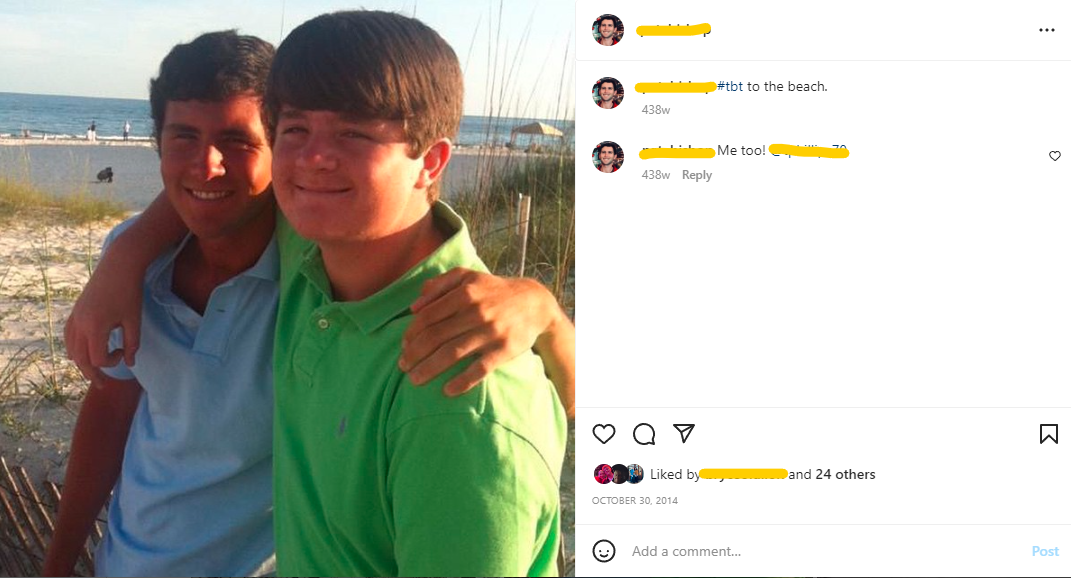 #tbt to the beach.
438w
Me too!
438w Reply
Liked by and 24 others
OCTOBER 30, 2014
Add a comment... Post